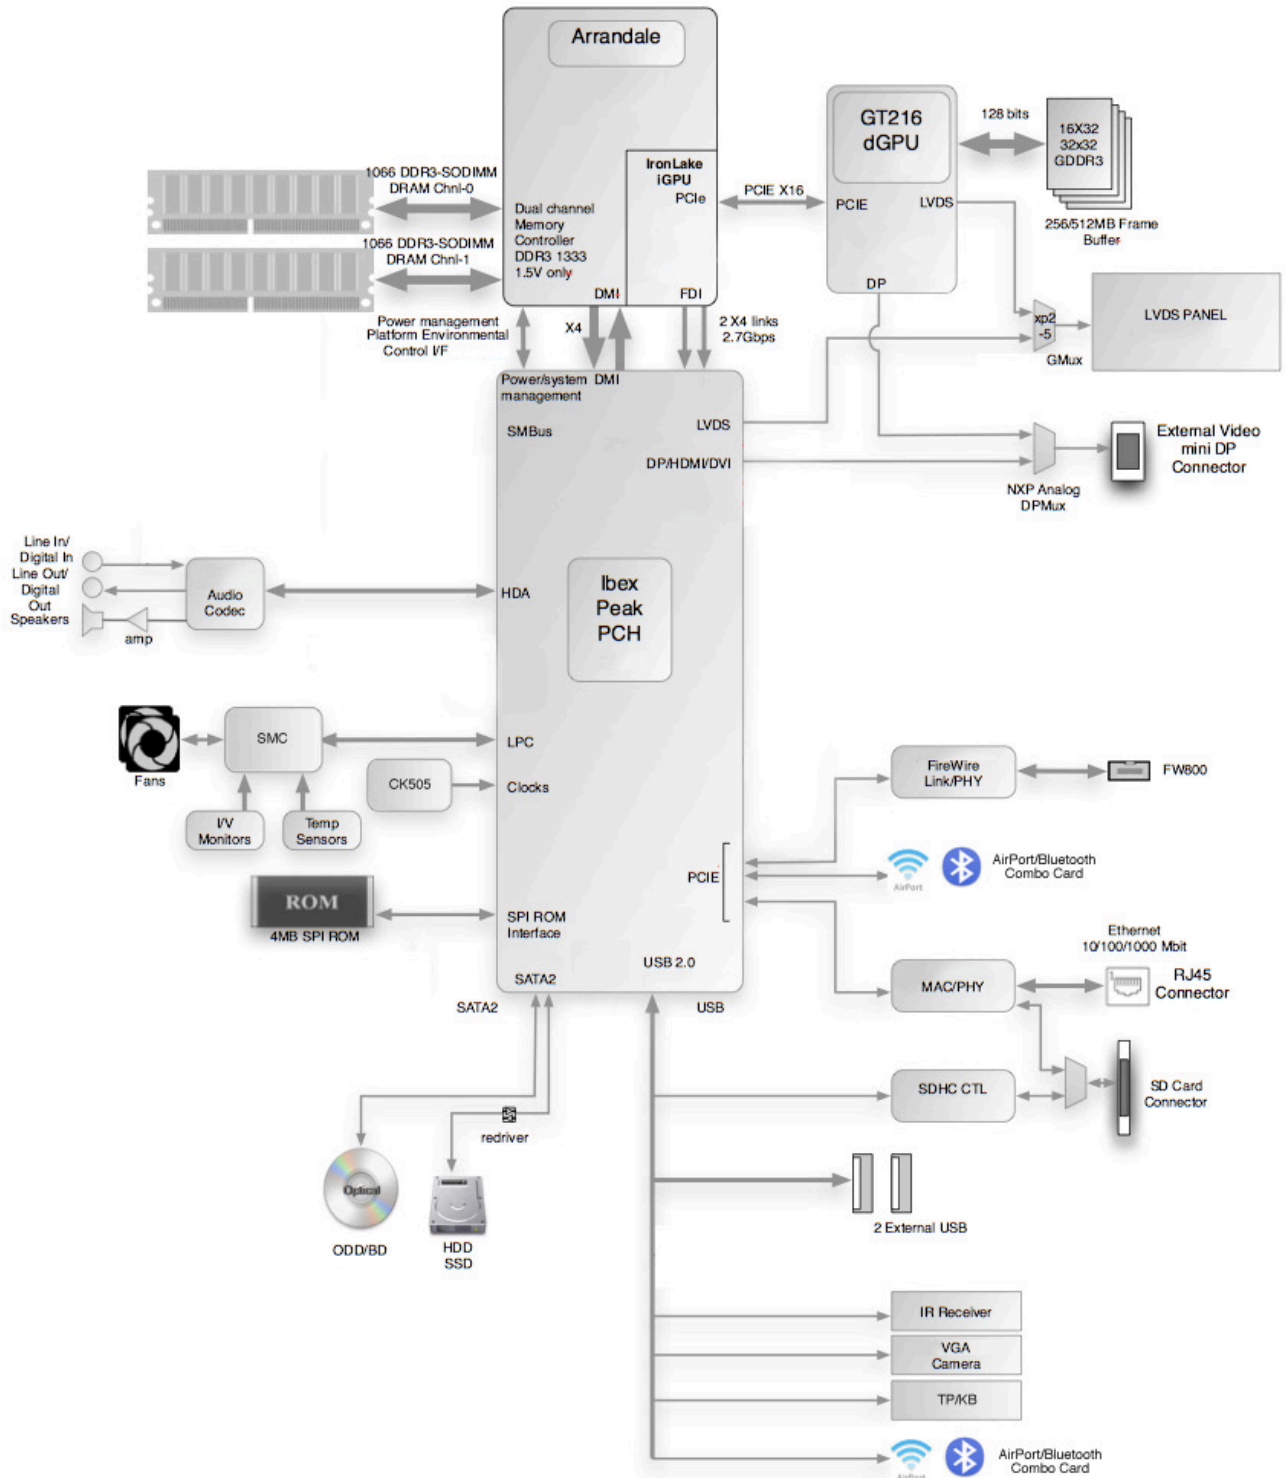 Arrandale
IronLake
iGPU
PCIe
Dual channel
Memory
Controller
DDR3 1333
1.5V only
DMI
FDI
1066 DDR3-SODIMM
DRAM Chnl-0
1066 DDR3-SODIMM
DRAM Chnl-1
PCIE X16
GT216
dGPU
PCIE
LVDS
DP
128 bits
16X32
32x32
GDDR3
256/512MB Frame
Buffer
xp2
-5
GMux
LVDS PANEL
Power management
Platform Environmental
Control I/F
X4
2 X4 links
2.7Gbps
Power/system
management
DMI
SMBus
LVDS
DP/HDMI/DVI
NXP Analog
DPMux
External Video
mini DP
Connector
Line In/
Digital In
Line Out/
Digital
Out
Speakers
amp
Audio
Codec
HDA
Ibex
Peak
PCH
Fans
SMC
LPC
I/V
Monitors
Temp
Sensors
CK505
Clocks
FireWire
Link/PHY
FW800
PCIE
AirPort
AirPort/Bluetooth
Combo Card
ROM
4MB SPI ROM
SPI ROM
Interface
Ethernet
10/100/1000 Mbit
MAC/PHY
RJ45
Connector
USB 2.0
SATA2
SATA2
USB
SDHC CTL
SD Card
Connector
redriver
Optical
ODD/BD
HDD
SSD
2 External USB
IR Receiver
VGA
Camera
TP/KB
AirPort
AirPort/Bluetooth
Combo Card